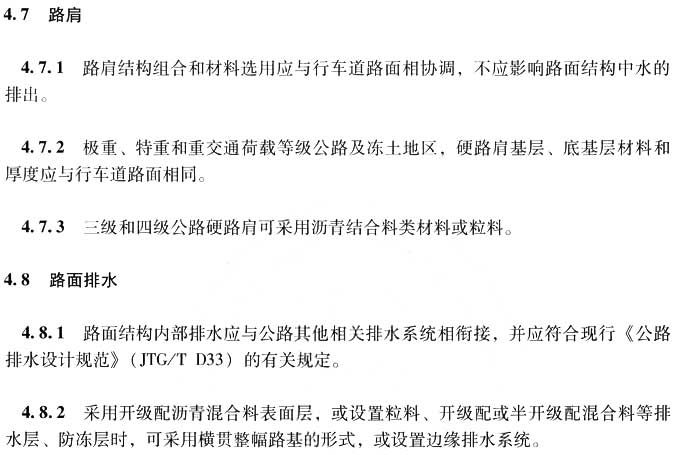 4.7 路肩
4.7.1 路肩结构组合和材料选用应与行车道路面相协调，不应影响路面结构中水的
排出。
4.7.2 极重、特重和重交通荷载等级公路及冻土地区，硬路肩基层、底基层材料和
厚度应与行车道路面相同。
4.7.3 三级和四级公路硬路肩可采用沥青结合料类材料或粒料。
4.8 路面排水
4.8.1 路面结构内部排水应与公路其他相关排水系统相衔接，并应符合现行《公路
排水设计规范》（JTG/T D33）的有关规定。
4.8.2 采用开级配沥青混合料表面层，或设置粒料、开级配或半开级配混合料等排
水层、防冻层时，可采用横贯整幅路基的形式，或设置边缘排水系统。